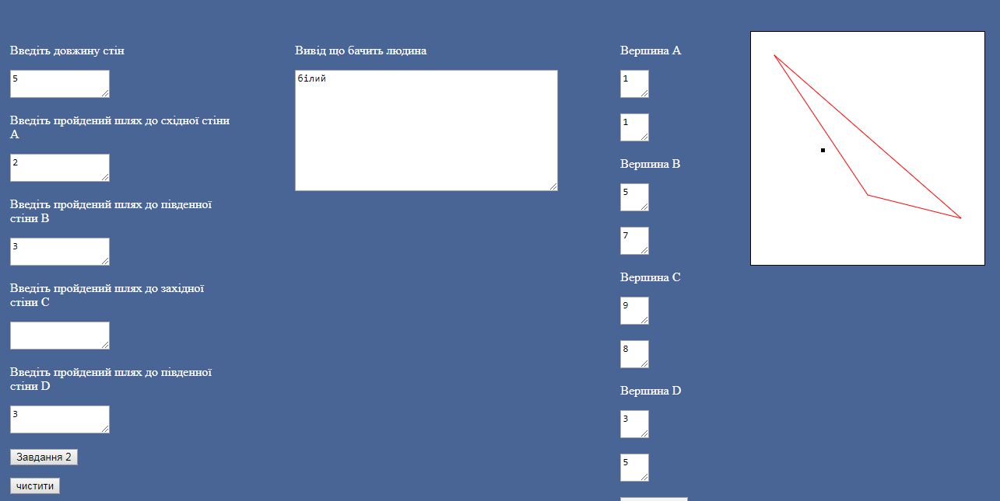 Введіть довжину стін
5
Введіть пройдений шлях до східної стіни
А
2
Введіть пройдений шлях до південної
стіни В
3
Введіть пройдений шлях до західної
стіни С
Введіть пройдений шлях до південної
стіни D
3
Завдання 2
чистити
Вивід що бачить людина
білий
Вершина А
1
1
Вершина В
5
7
Вершина С
9
8
Вершина D
3
5